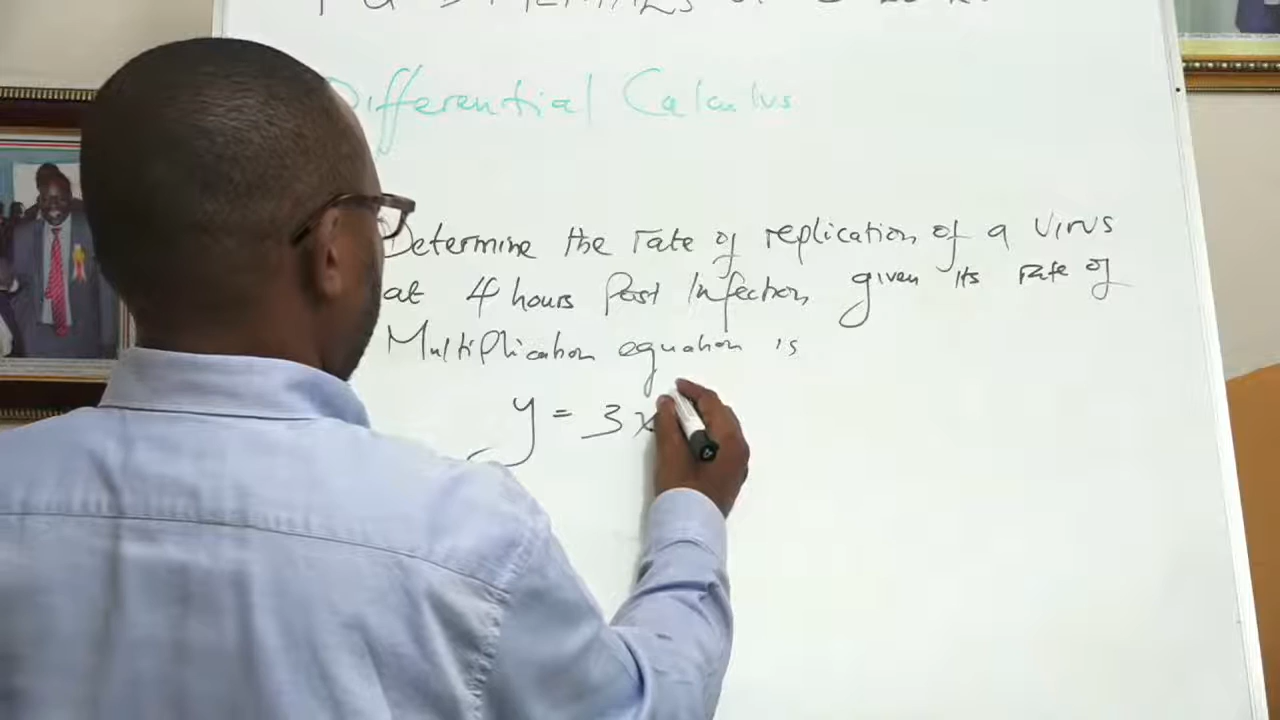 Differential Calculus
Determine the rate of replication of a virus
at 4 hours Post Infection given its rate of
Multiplication equation is
y = 3x